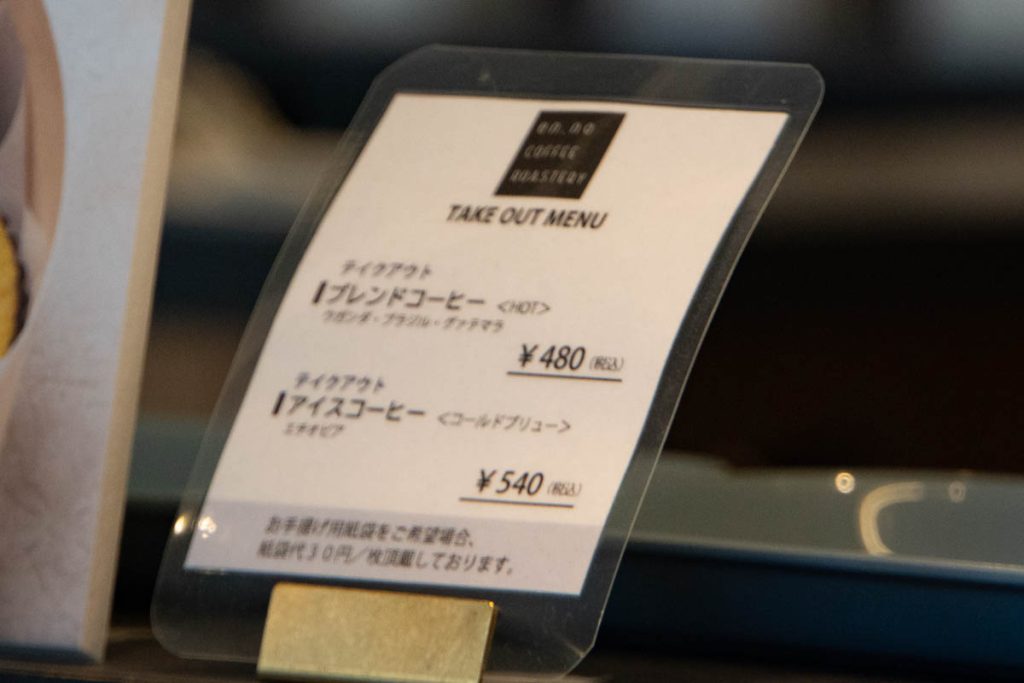 en.no
COFFEE
ROASTERY
TAKE OUT MENU
テイクアウト
ブレンドコーヒー <HOT>
ウガンダ・ブラジル・グァテマラ
¥480 (税込)
テイクアウト
アイスコーヒー <コールドブリュー>
エチオピア
¥540 (税込)
お手提げ用紙袋をご希望場合、
紙袋代30円/枚頂戴しております。